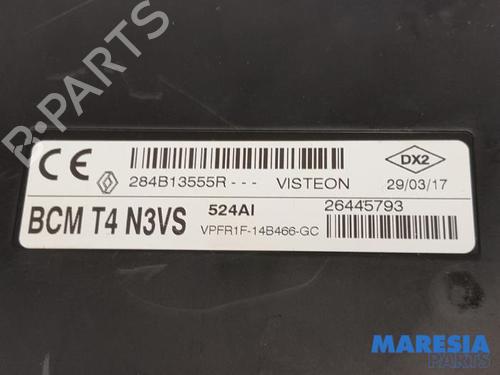 B-PARTS
CE
284B13555R--- VISTEON
DX2
29/03/17
BCM T4 N3VS
524AI
26445793
VPFR1F-14B466-GC
MARESIA
PARTS